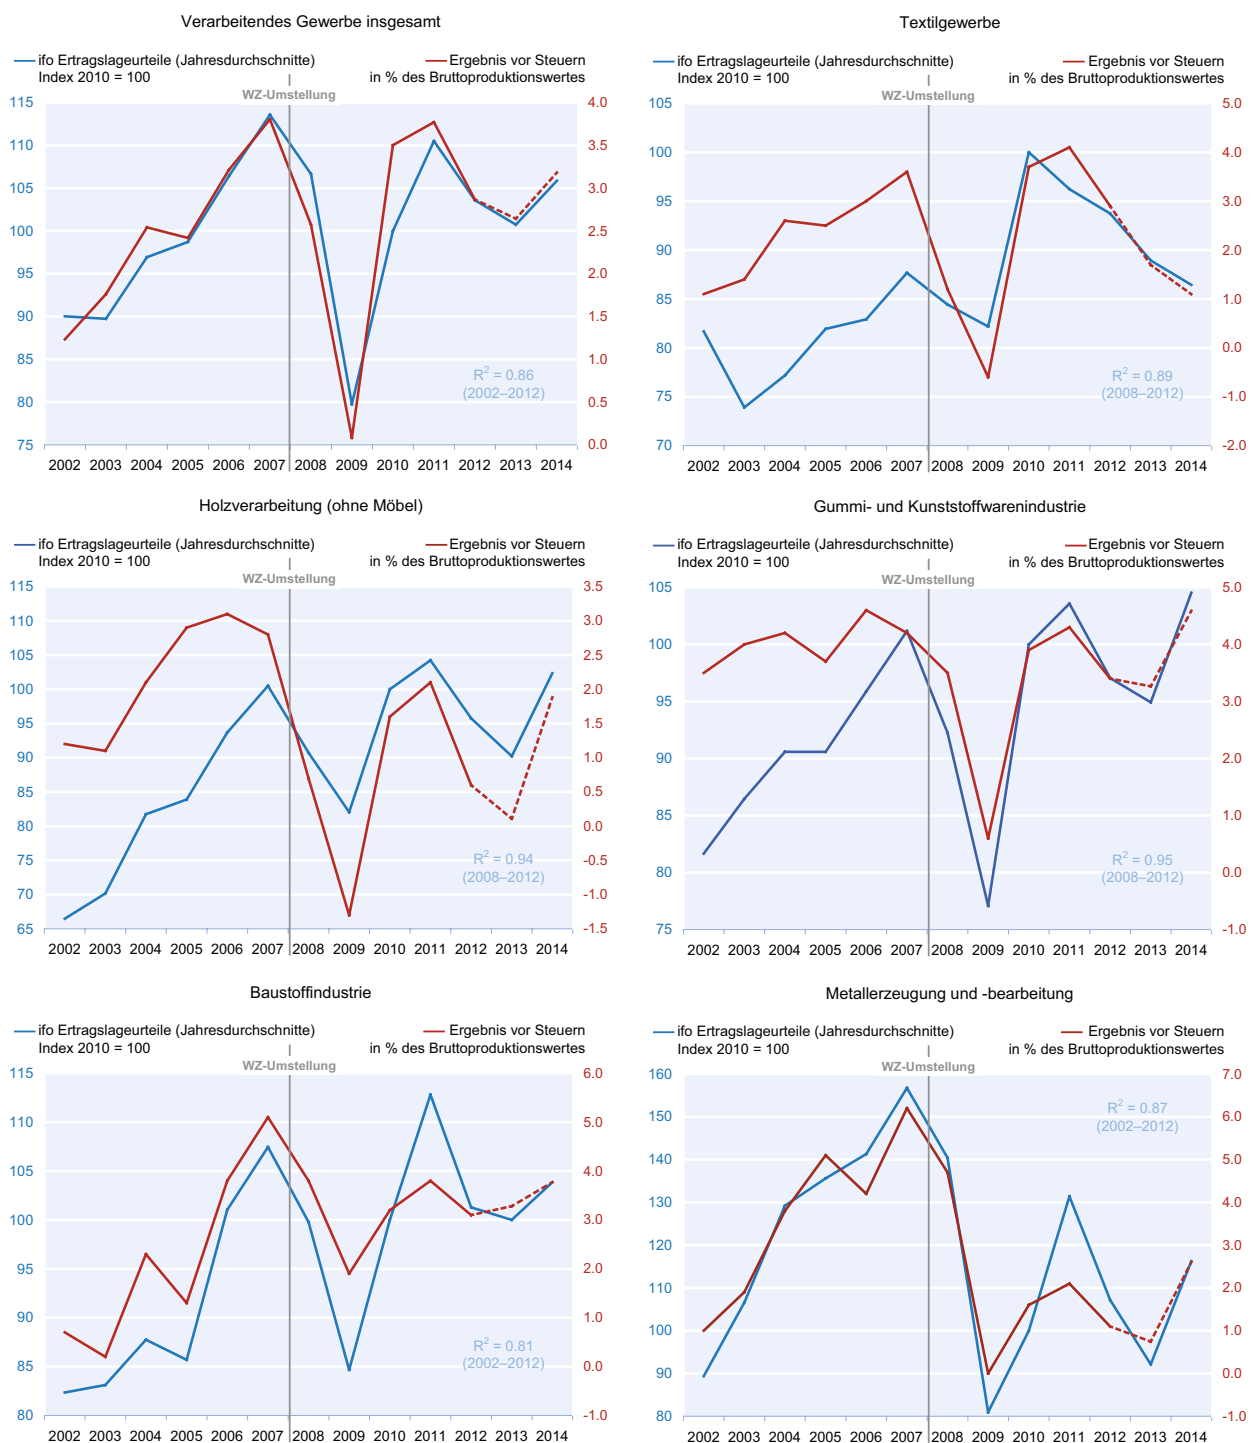 Verarbeitendes Gewerbe insgesamt
ifo Ertragslageurteile (Jahresdurchschnitte)
Index 2010 = 100
Ergebnis vor Steuern
in % des Bruttoproduktionswertes
WZ-Umstellung
115
110
105
100
95
90
85
80
75
4.0
3.5
3.0
2.5
2.0
1.5
1.0
0.5
0.0
R² = 0.86
(2002–2012)
2002 2003 2004 2005 2006 2007 2008 2009 2010 2011 2012 2013 2014
Textilgewerbe
ifo Ertragslageurteile (Jahresdurchschnitte)
Index 2010 = 100
Ergebnis vor Steuern
in % des Bruttoproduktionswertes
WZ-Umstellung
105
100
95
90
85
80
75
70
5.0
4.0
3.0
2.0
1.0
0.0
-1.0
-2.0
R² = 0.89
(2008–2012)
2002 2003 2004 2005 2006 2007 2008 2009 2010 2011 2012 2013 2014
Holzverarbeitung (ohne Möbel)
ifo Ertragslageurteile (Jahresdurchschnitte)
Index 2010 = 100
Ergebnis vor Steuern
in % des Bruttoproduktionswertes
WZ-Umstellung
115
110
105
100
95
90
85
80
75
70
65
3.5
3.0
2.5
2.0
1.5
1.0
0.5
0.0
-0.5
-1.0
-1.5
R² = 0.94
(2008–2012)
2002 2003 2004 2005 2006 2007 2008 2009 2010 2011 2012 2013 2014
Gummi- und Kunststoffwarenindustrie
ifo Ertragslageurteile (Jahresdurchschnitte)
Index 2010 = 100
Ergebnis vor Steuern
in % des Bruttoproduktionswertes
WZ-Umstellung
105
100
95
90
85
80
75
5.0
4.0
3.0
2.0
1.0
0.0
-1.0
R² = 0.95
(2008–2012)
2002 2003 2004 2005 2006 2007 2008 2009 2010 2011 2012 2013 2014
Baustoffindustrie
ifo Ertragslageurteile (Jahresdurchschnitte)
Index 2010 = 100
Ergebnis vor Steuern
in % des Bruttoproduktionswertes
WZ-Umstellung
115
110
105
100
95
90
85
80
6.0
5.0
4.0
3.0
2.0
1.0
0.0
-1.0
R² = 0.81
(2002–2012)
2002 2003 2004 2005 2006 2007 2008 2009 2010 2011 2012 2013 2014
Metallerzeugung und -bearbeitung
ifo Ertragslageurteile (Jahresdurchschnitte)
Index 2010 = 100
Ergebnis vor Steuern
in % des Bruttoproduktionswertes
WZ-Umstellung
160
150
140
130
120
110
100
90
80
7.0
6.0
5.0
4.0
3.0
2.0
1.0
0.0
-1.0
R² = 0.87
(2002–2012)
2002 2003 2004 2005 2006 2007 2008 2009 2010 2011 2012 2013 2014